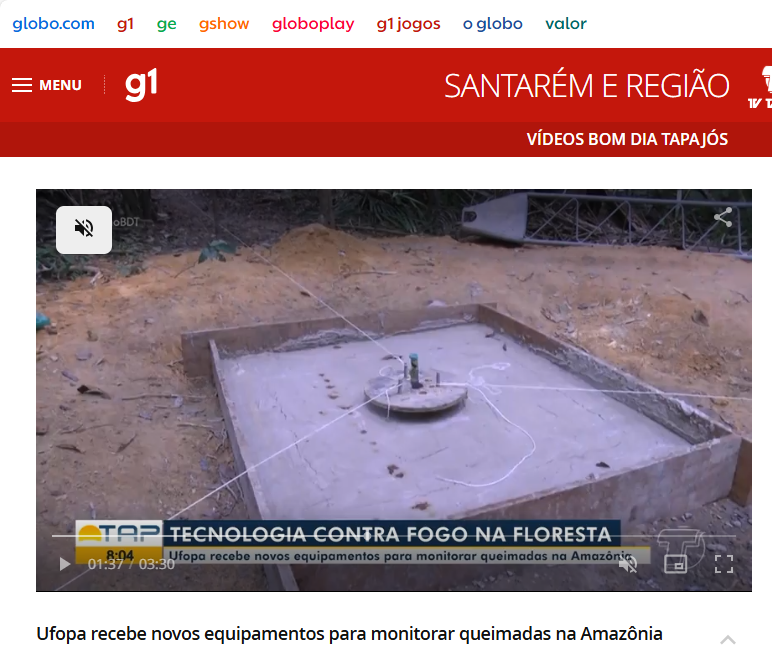 globo.com g1 ge gshow globoplay g1 jogos o globo valor
MENU g1 SANTARÉM E REGIÃO
VÍDEOS BOM DIA TAPAJÓS
oBDT
TAP TECNOLOGIA CONTRA FOGO NA FLORESTA
8:04 Ufopa recebe novos equipamentos para monitorar queimadas na Amazônia
01:37 / 03:30
Ufopa recebe novos equipamentos para monitorar queimadas na Amazônia